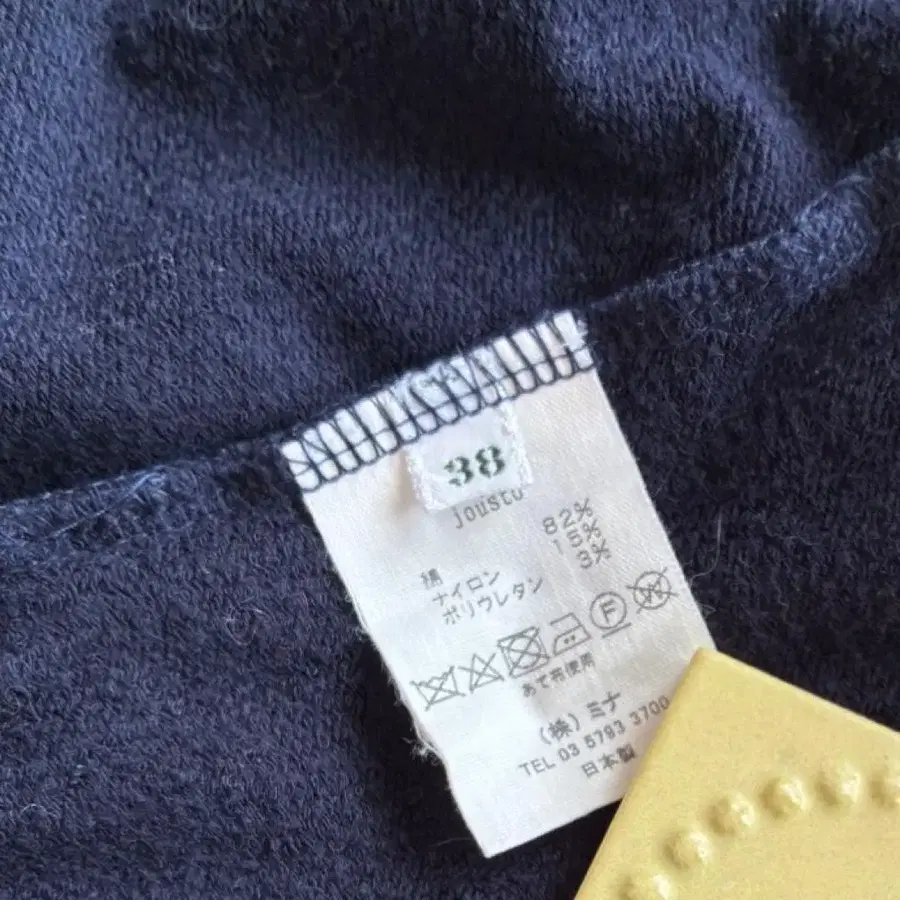 38
jousto
綿 82%
ナイロン 15%
ポリウレタン 3%
F W
あて布使用
(株) ミナ
TEL 03 5793 3700
日本製